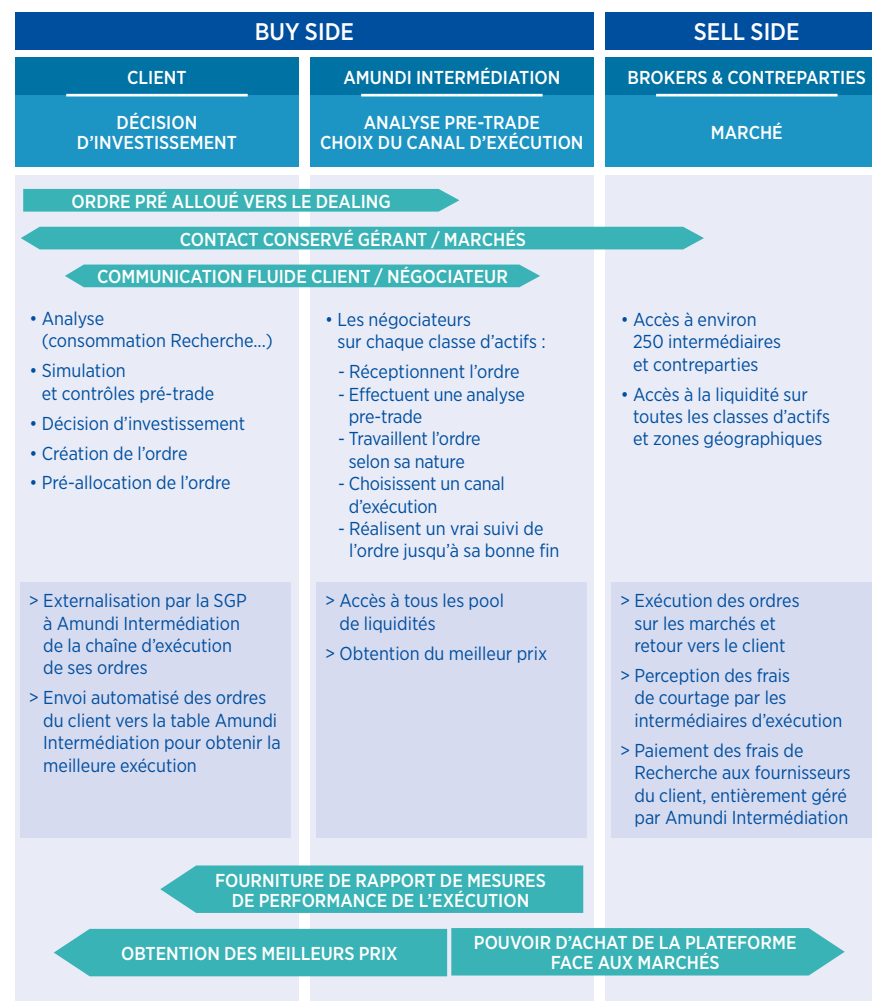 BUY SIDE
SELL SIDE
CLIENT
AMUNDI INTERMÉDIATION
BROKERS & CONTREPARTIES
DÉCISION
D'INVESTISSEMENT
ANALYSE PRE-TRADE
CHOIX DU CANAL D'EXÉCUTION
MARCHÉ
ORDRE PRÉ ALLOUÉ VERS LE DEALING
CONTACT CONSERVÉ GÉRANT / MARCHÉS
COMMUNICATION FLUIDE CLIENT / NÉGOCIATEUR
• Analyse
(consommation Recherche...)
• Simulation
et contrôles pré-trade
• Décision d'investissement
• Création de l'ordre
• Pré-allocation de l'ordre
• Les négociateurs
sur chaque classe d'actifs :
- Réceptionnent l'ordre
- Effectuent une analyse
pre-trade
- Travaillent l'ordre
selon sa nature
- Choisissent un canal
d'exécution
- Réalisent un vrai suivi de
l'ordre jusqu'à sa bonne fin
• Accès à environ
250 intermédiaires
et contreparties
• Accès à la liquidité sur
toutes les classes d'actifs
et zones géographiques
> Externalisation par la SGP
à Amundi Intermédiation
de la chaîne d'exécution
de ses ordres
> Envoi automatisé des ordres
du client vers la table Amundi
Intermédiation pour obtenir la
meilleure exécution
> Accès à tous les pool
de liquidités
> Obtention du meilleur prix
> Exécution des ordres
sur les marchés et
retour vers le client
> Perception des frais
de courtage par les
intermédiaires d'exécution
> Paiement des frais de
Recherche aux fournisseurs
du client, entièrement géré
par Amundi Intermédiation
FOURNITURE DE RAPPORT DE MESURES
DE PERFORMANCE DE L'EXÉCUTION
OBTENTION DES MEILLEURS PRIX
POUVOIR D'ACHAT DE LA PLATEFORME
FACE AUX MARCHÉS